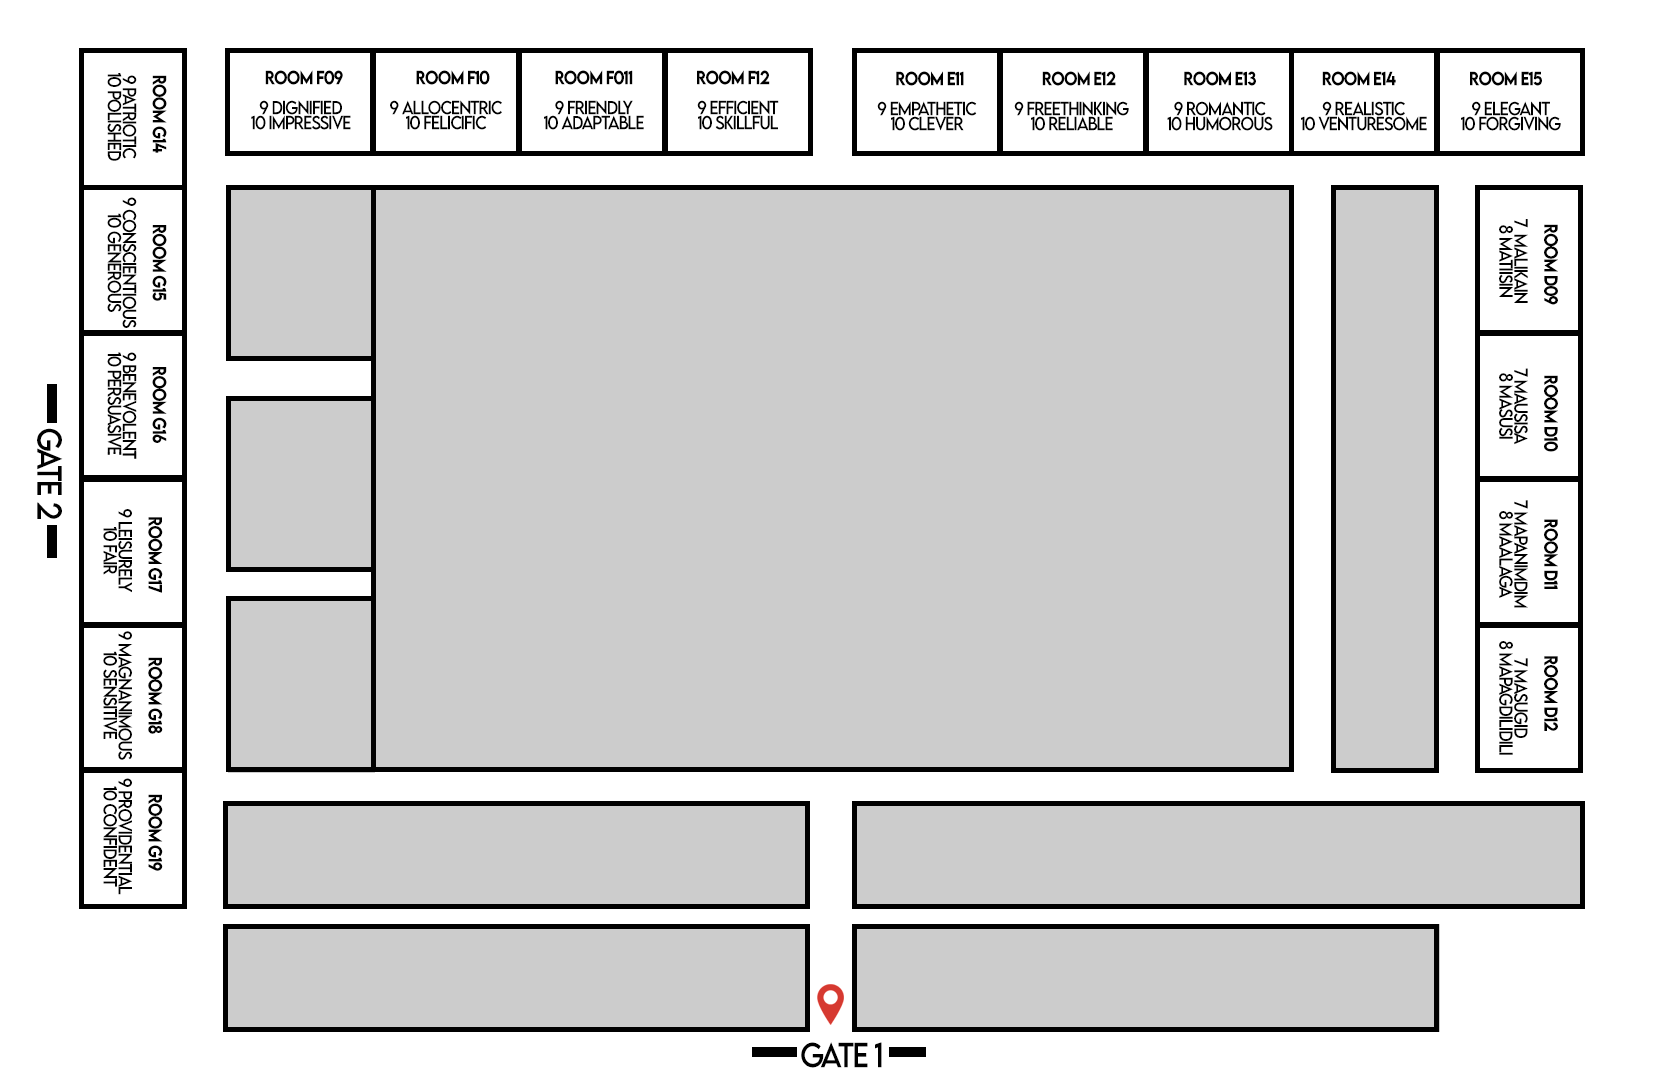 ROOM F09
9 DIGNIFIED
10 IMPRESSIVE
ROOM F10
9 ALLOCENTRIC
10 FELICIFIC
ROOM F011
9 FRIENDLY
10 ADAPTABLE
ROOM F12
9 EFFICIENT
10 SKILLFUL
ROOM E11
9 EMPATHETIC
10 CLEVER
ROOM E12
9 FREETHINKING
10 RELIABLE
ROOM E13
9 ROMANTIC
10 HUMOROUS
ROOM E14
9 REALISTIC
10 VENTURESOME
ROOM E15
9 ELEGANT
10 FORGIVING
ROOM G14
9 PATRIOTIC
10 POLISHED
ROOM G15
9 CONSCIENTIOUS
10 GENEROUS
ROOM G16
9 BENEVOLENT
10 PERSUASIVE
ROOM G17
9 LEISURELY
10 FAIR
ROOM G18
9 MAGNANIMOUS
10 SENSITIVE
ROOM G19
9 PROVIDENTIAL
10 CONFIDENT
GATE 2
ROOM D09
7 MALIKAIN
8 MATIISIN
ROOM D10
7 MAUSISA
8 MASUSI
ROOM D11
7 MAPANIMDIM
8 MAALAGA
ROOM D12
7 MASUGID
8 MAPAGDILIDILI
GATE 1